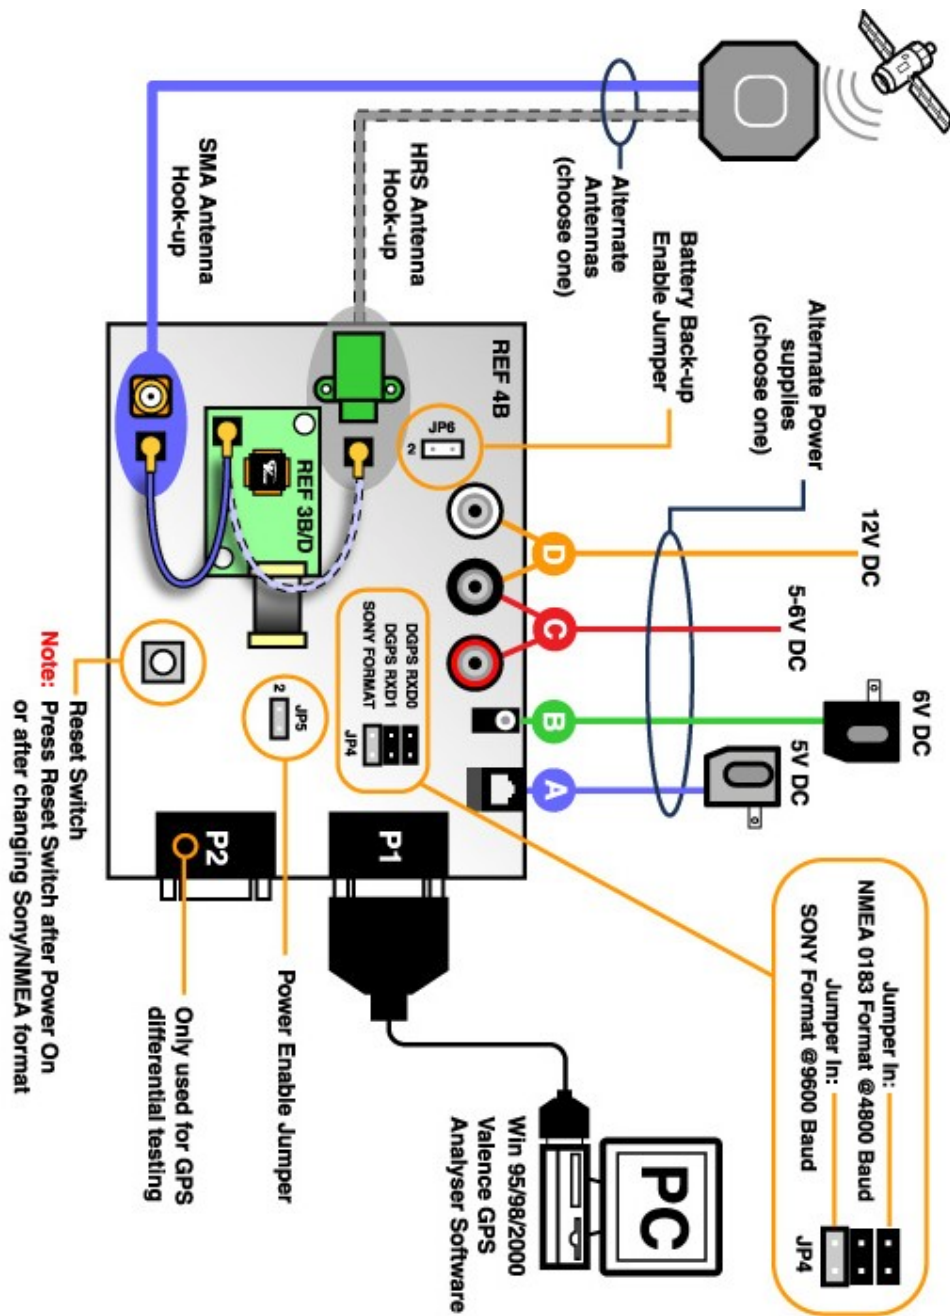 12V DC
5-6V DC
6V DC
5V DC
Alternate Power
supplies
(choose one)
Battery Back-up
Enable Jumper
Alternate
Antennas
(choose one)
HRS Antenna
Hook-up
SMA Antenna
Hook-up
D
C
B
A
REF 4B
JP6
2
REF 3B/D
DGPS RXD0
DGPS RXD1
SONY FORMAT
JP4
JP5
2
P1
P2
Jumper In:
NMEA 0183 Format @4800 Baud
Jumper In:
SONY Format @9600 Baud
JP4
PC
Win 95/98/2000
Valence GPS
Analyser Software
Power Enable Jumper
Only used for GPS
differential testing
Reset Switch
Note: Press Reset Switch after Power On
or after changing Sony/NMEA format